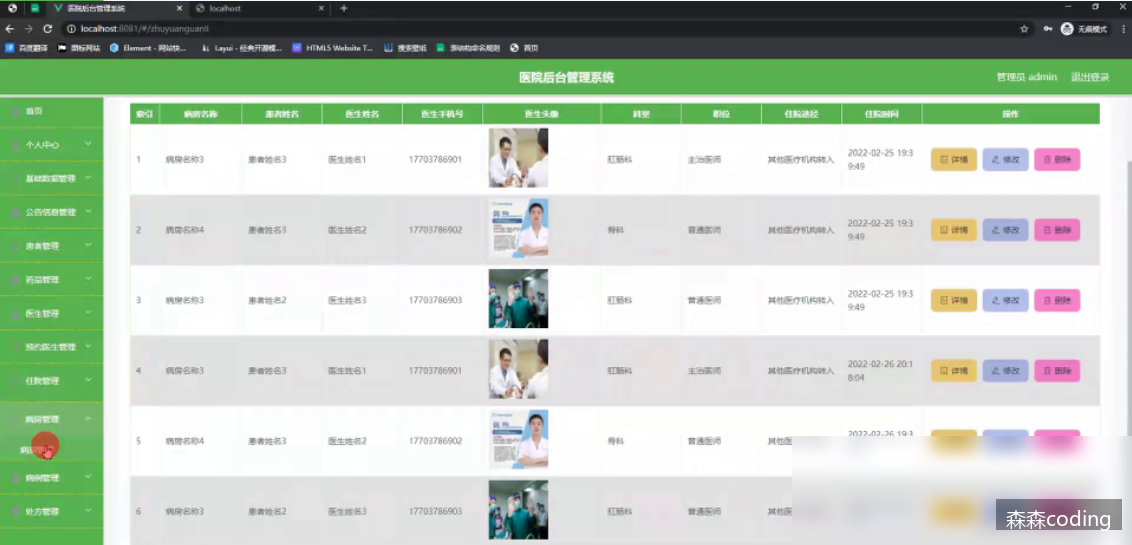 医院后台管理系统
localhost
localhost:8081/#/zhuyuanguanli
无痕模式
百度翻译 图标网站 Element - 网站快... Layui - 经典开源模... HTML5 Website T... 搜索壁纸 源码命名规则 首页
医院后台管理系统
管理员 admin 退出登录
首页
个人中心
基础数据管理
公告信息管理
患者管理
药品管理
医生管理
预约医生管理
住院管理
病房管理
病例管理
处方管理
索引 病房名称 患者姓名 医生姓名 医生手机号 医生头像 科室 职位 住院途径 住院时间 操作
1 病房名称3 患者姓名3 医生姓名1 17703786901 肛肠科 主治医师 其他医疗机构转入 2022-02-25 19:3
9:49 详情 修改 删除
2 病房名称4 患者姓名3 医生姓名2 17703786902 骨科 普通医师 其他医疗机构转入 2022-02-25 19:3
9:49 详情 修改 删除
3 病房名称3 患者姓名2 医生姓名3 17703786903 肛肠科 普通医师 其他医疗机构转入 2022-02-25 19:3
9:49 详情 修改 删除
4 病房名称3 患者姓名3 医生姓名1 17703786901 肛肠科 主治医师 其他医疗机构转入 2022-02-26 20:1
8:04 详情 修改 删除
5 病房名称4 患者姓名3 医生姓名2 17703786902 骨科 普通医师 其他医
6 病房名称3 患者姓名2 医生姓名3 17703786903 肛肠科 普通医师 其他医
森森coding